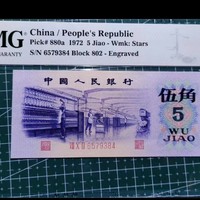 MG
GUARANTY
China / People's Republic
Pick# 880a 1972 5 Jiao - Wmk: Stars
S/N 6579384 Block 802 - Engraved
中国人民银行
伍角
5
WU
JIAO
6579384